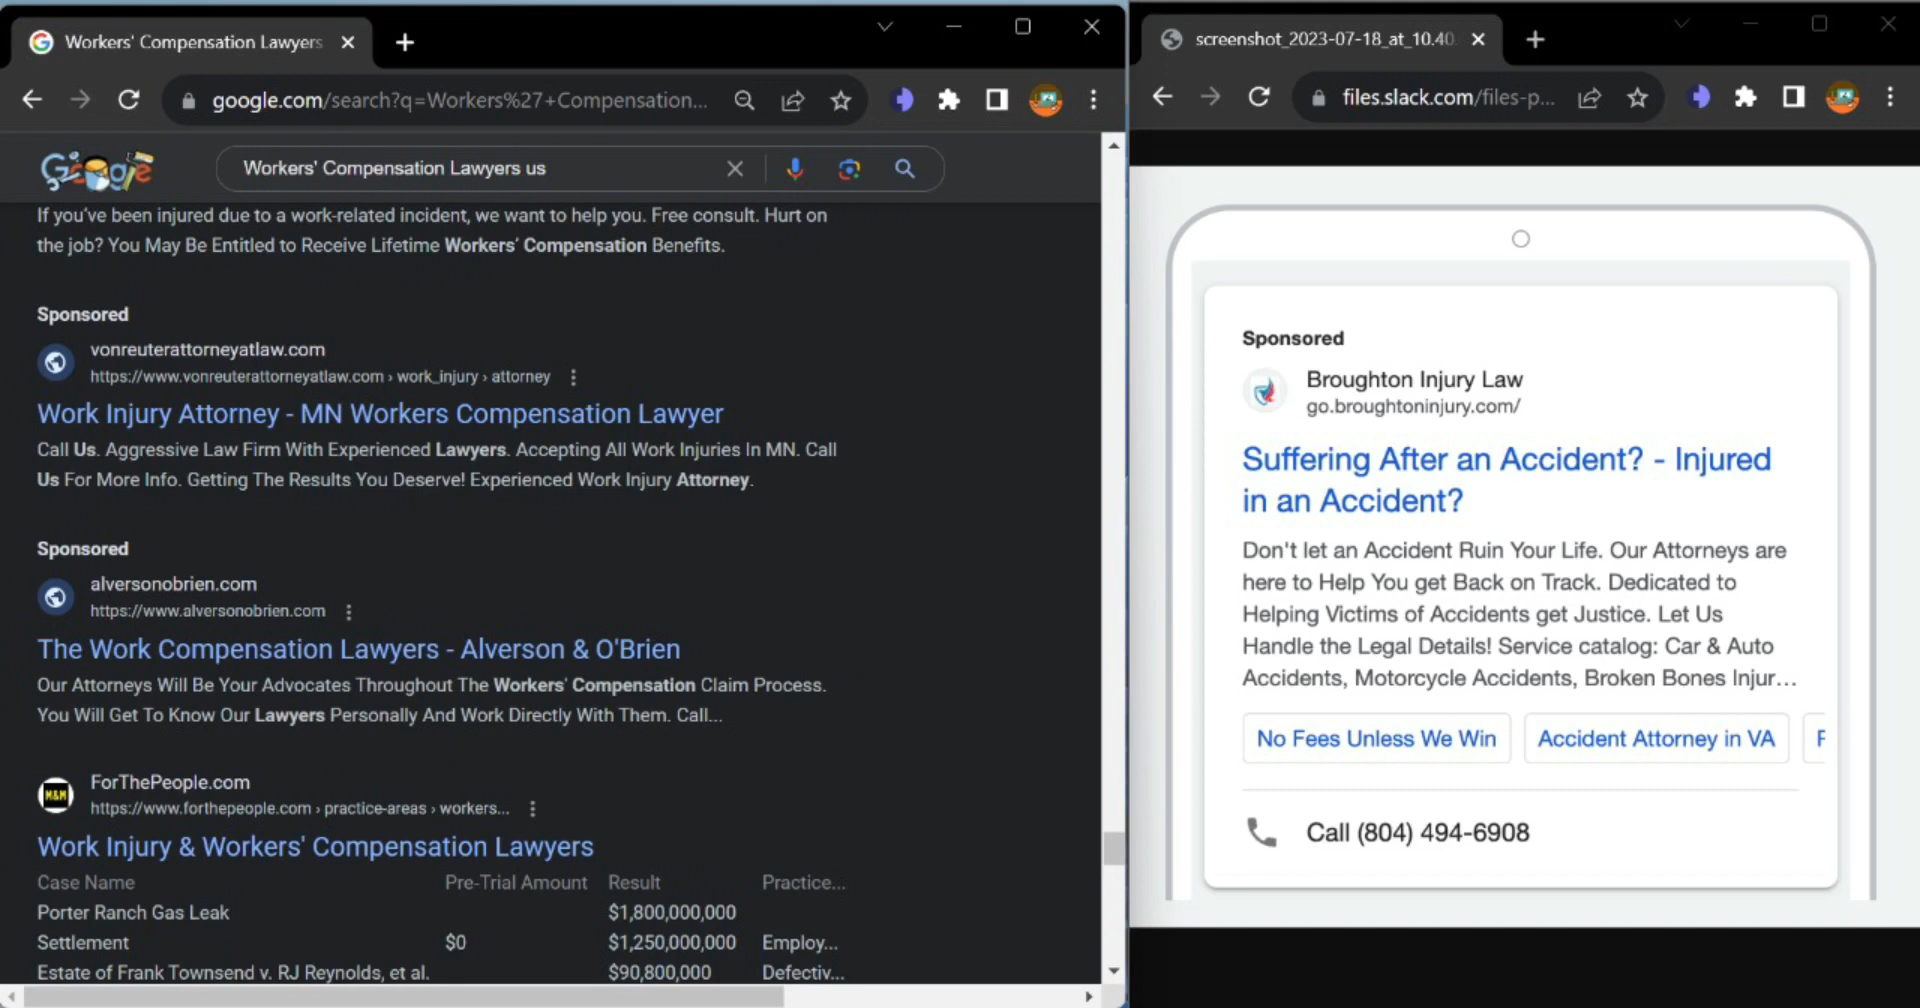 Workers' Compensation Lawyers
google.com/search?q=Workers%27+Compensation...
Google
Workers' Compensation Lawyers us
If you've been injured due to a work-related incident, we want to help you. Free consult. Hurt on
the job? You May Be Entitled to Receive Lifetime Workers' Compensation Benefits.
Sponsored
vonreuterattorneyatlaw.com
https://www.vonreuterattorneyatlaw.com › work_injury › attorney
Work Injury Attorney - MN Workers Compensation Lawyer
Call Us. Aggressive Law Firm With Experienced Lawyers. Accepting All Work Injuries In MN. Call
Us For More Info. Getting The Results You Deserve! Experienced Work Injury Attorney.
Sponsored
alversonobrien.com
https://www.alversonobrien.com
The Work Compensation Lawyers - Alverson & O'Brien
Our Attorneys Will Be Your Advocates Throughout The Workers' Compensation Claim Process.
You Will Get To Know Our Lawyers Personally And Work Directly With Them. Call...
M&M
ForThePeople.com
https://www.forthepeople.com › practice-areas › workers...
Work Injury & Workers' Compensation Lawyers
Case Name Pre-Trial Amount Result Practice...
Porter Ranch Gas Leak $1,800,000,000
Settlement $0 $1,250,000,000 Employ...
Estate of Frank Townsend v. RJ Reynolds, et al. $90,800,000 Defectiv...
screenshot_2023-07-18_at_10.40.
files.slack.com/files-p...
Sponsored
Broughton Injury Law
go.broughtoninjury.com/
Suffering After an Accident? - Injured
in an Accident?
Don't let an Accident Ruin Your Life. Our Attorneys are
here to Help You get Back on Track. Dedicated to
Helping Victims of Accidents get Justice. Let Us
Handle the Legal Details! Service catalog: Car & Auto
Accidents, Motorcycle Accidents, Broken Bones Injur...
No Fees Unless We Win Accident Attorney in VA F
Call (804) 494-6908